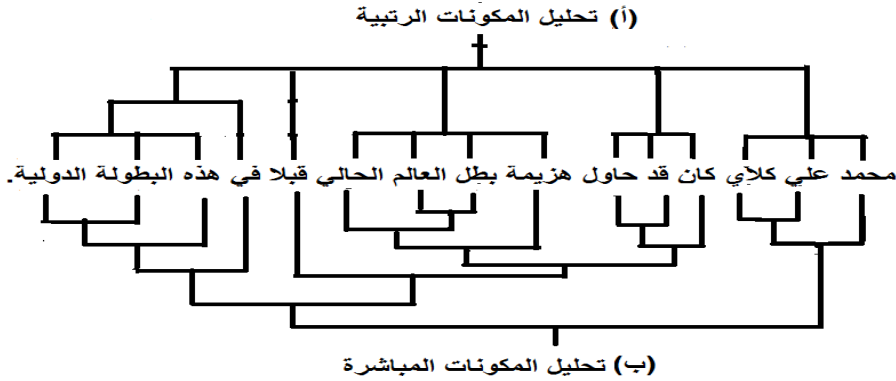 (أ) تحليل المكونات الرتبية
محمد علي كلاي كان قد حاول هزيمة بطل العالم الحالي قبلا في هذه البطولة الدولية.
(ب) تحليل المكونات المباشرة